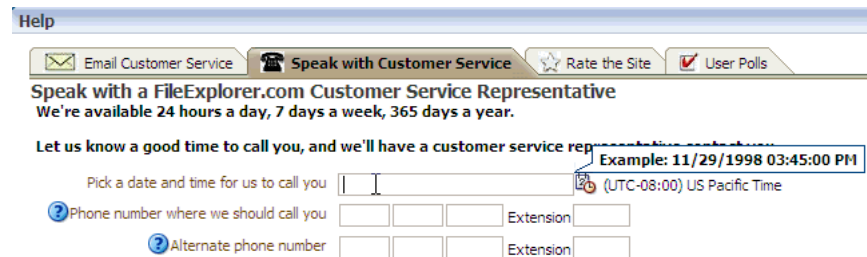 Help
Email Customer Service Speak with Customer Service Rate the Site User Polls
Speak with a FileExplorer.com Customer Service Representative
We're available 24 hours a day, 7 days a week, 365 days a year.
Let us know a good time to call you, and we'll have a customer service representative contact you.
Example: 11/29/1998 03:45:00 PM
Pick a date and time for us to call you (UTC-08:00) US Pacific Time
Phone number where we should call you Extension
Alternate phone number Extension